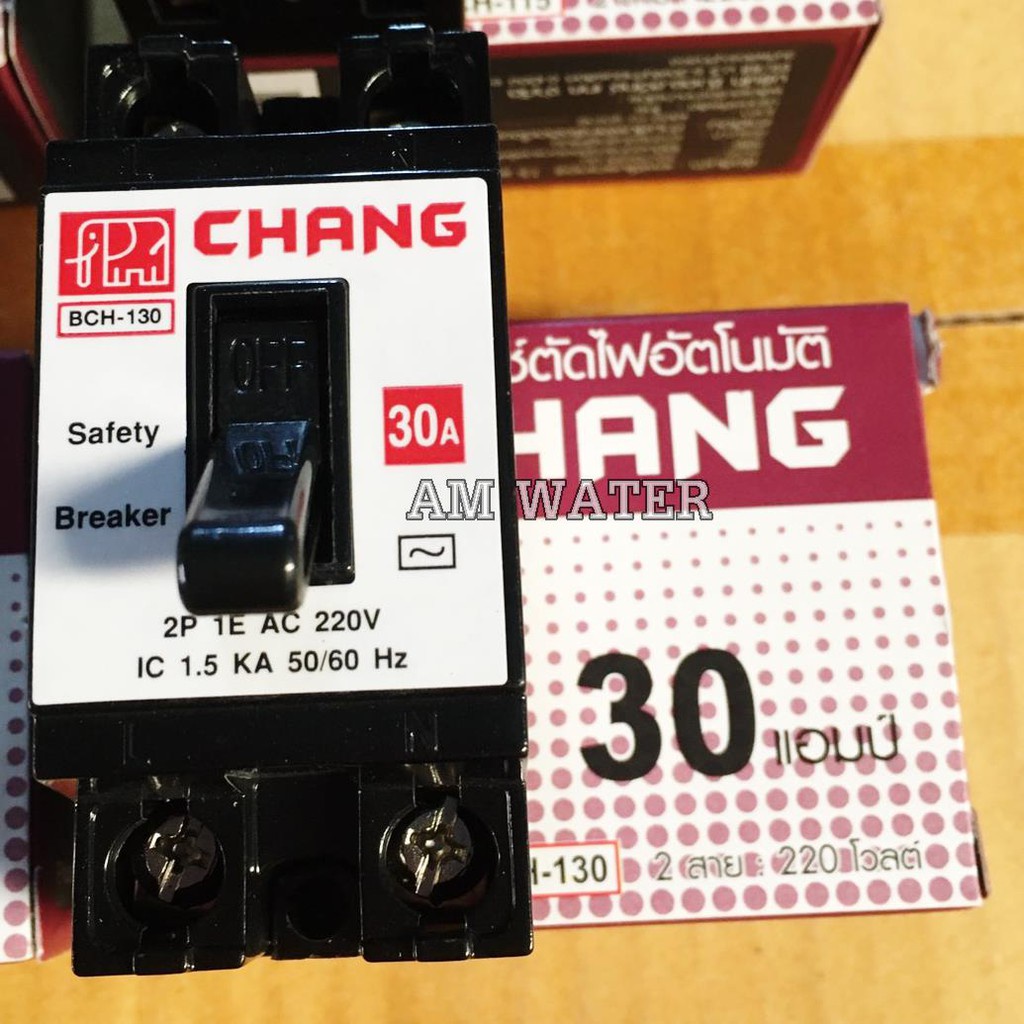 CH-115
CHANG
BCH-130
OFF
ON
Safety
Breaker
30A
2P 1E AC 220V
IC 1.5 KA 50/60 Hz
L N
ซ์ตัดไฟอัตโนมัติ
HANG
AM WATER
30 แอมป์
H-130 2 สาย : 220 โวลต์